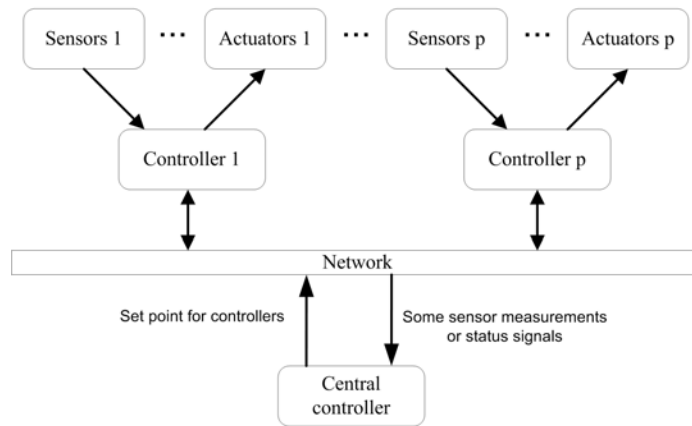 Sensors 1 ... Actuators 1 ... Sensors p ... Actuators p
Controller 1
Controller p
Network
Set point for controllers
Some sensor measurements
or status signals
Central
controller